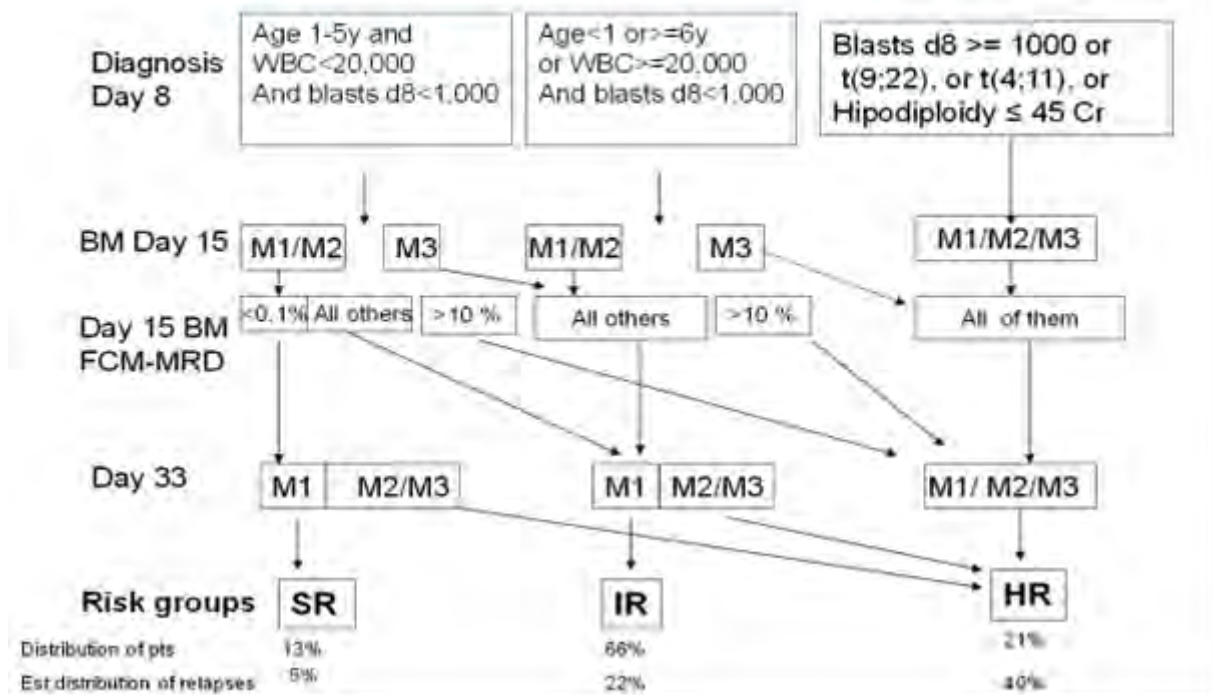 Diagnosis
Day 8
Age 1-5y and
WBC<20,000
And blasts d8<1,000
Age<1 or>=6y
or WBC>=20,000
And blasts d8<1,000
Blasts d8 >= 1000 or
t(9;22), or t(4;11), or
Hipodiploidy ≤ 45 Cr
BM Day 15
M1/M2
M3
M1/M2
M3
M1/M2/M3
Day 15 BM
FCM-MRD
<0.1%
All others
>10 %
All others
>10 %
All of them
Day 33
M1
M2/M3
M1
M2/M3
M1/ M2/M3
Risk groups
SR
IR
HR
Distribution of pts
13%
66%
21%
Est distribution of relapses
5%
22%
40%